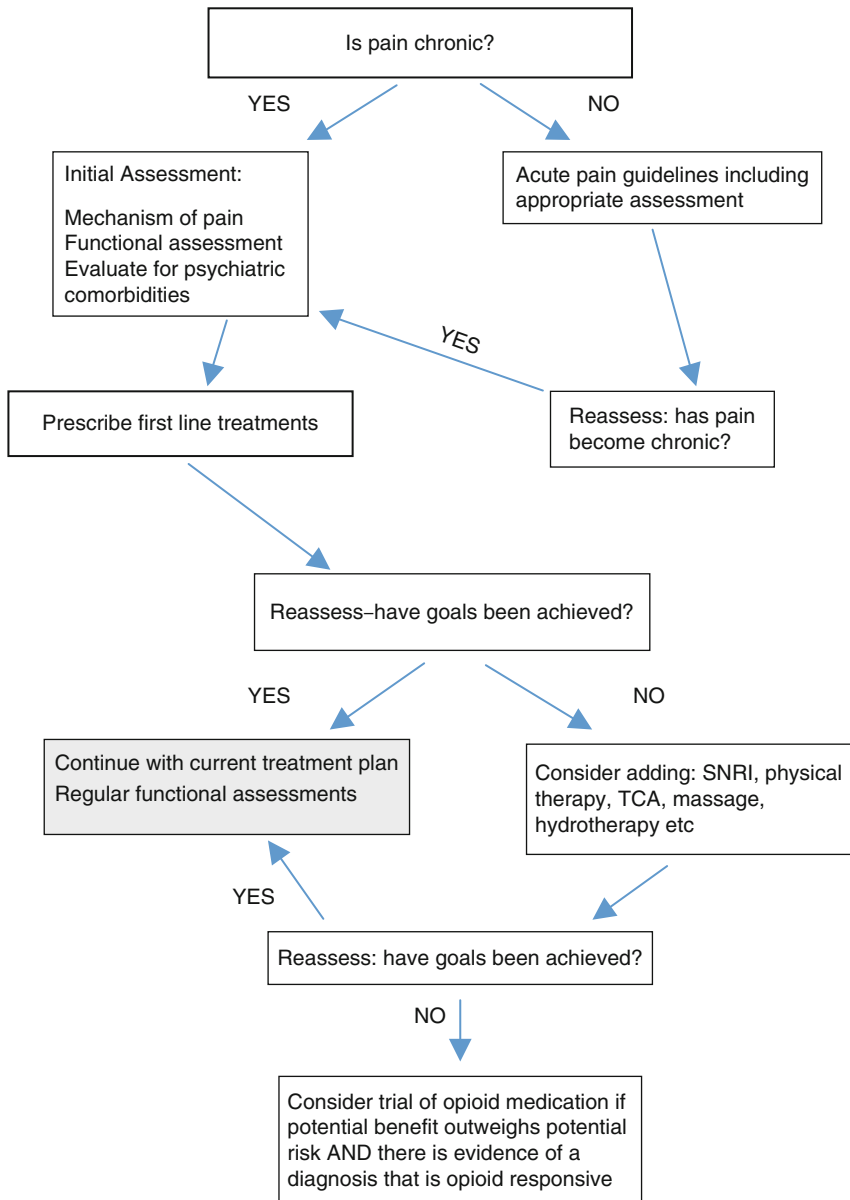 Is pain chronic?
YES
NO
Initial Assessment:
Mechanism of pain
Functional assessment
Evaluate for psychiatric
comorbidities
Acute pain guidelines including
appropriate assessment
YES
Prescribe first line treatments
Reassess: has pain
become chronic?
Reassess–have goals been achieved?
YES
NO
Continue with current treatment plan
Regular functional assessments
Consider adding: SNRI, physical
therapy, TCA, massage,
hydrotherapy etc
YES
Reassess: have goals been achieved?
NO
Consider trial of opioid medication if
potential benefit outweighs potential
risk AND there is evidence of a
diagnosis that is opioid responsive